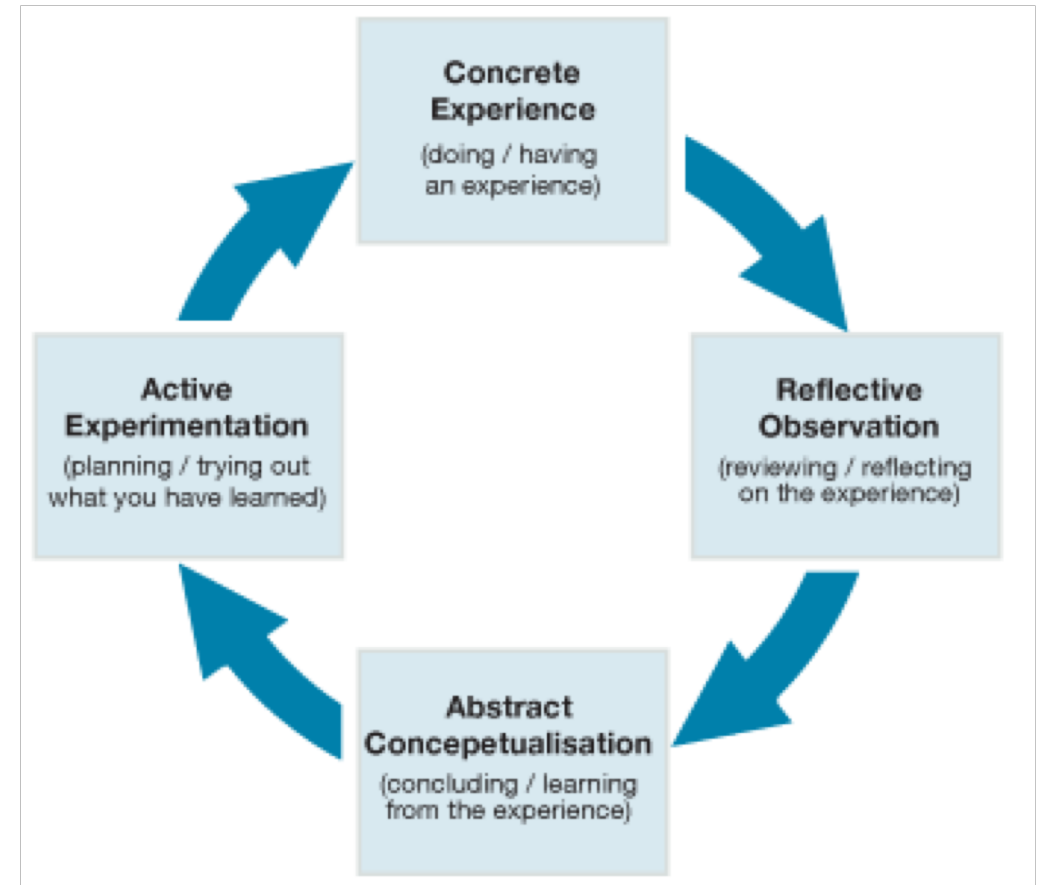 Concrete
Experience
(doing / having
an experience)
Reflective
Observation
(reviewing / reflecting
on the experience)
Abstract
Concepetualisation
(concluding / learning
from the experience)
Active
Experimentation
(planning / trying out
what you have learned)